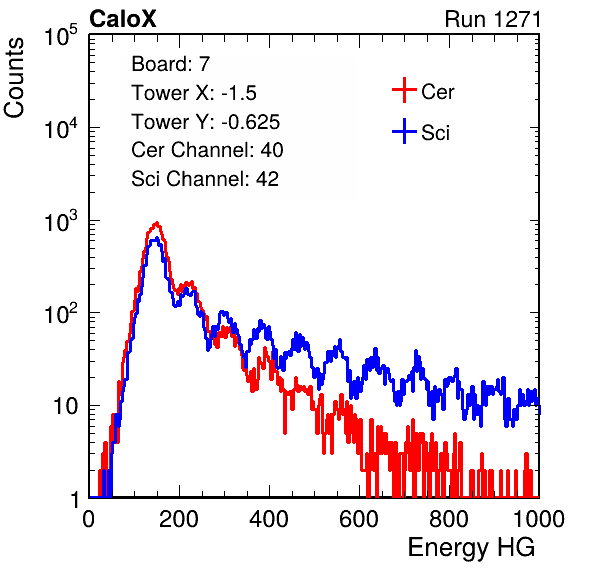 CaloX Run 1271
Counts
10^5
10^4
10^3
10^2
10
1
Board: 7
Tower X: -1.5
Tower Y: -0.625
Cer Channel: 40
Sci Channel: 42
Cer
Sci
0 200 400 600 800 1000
Energy HG